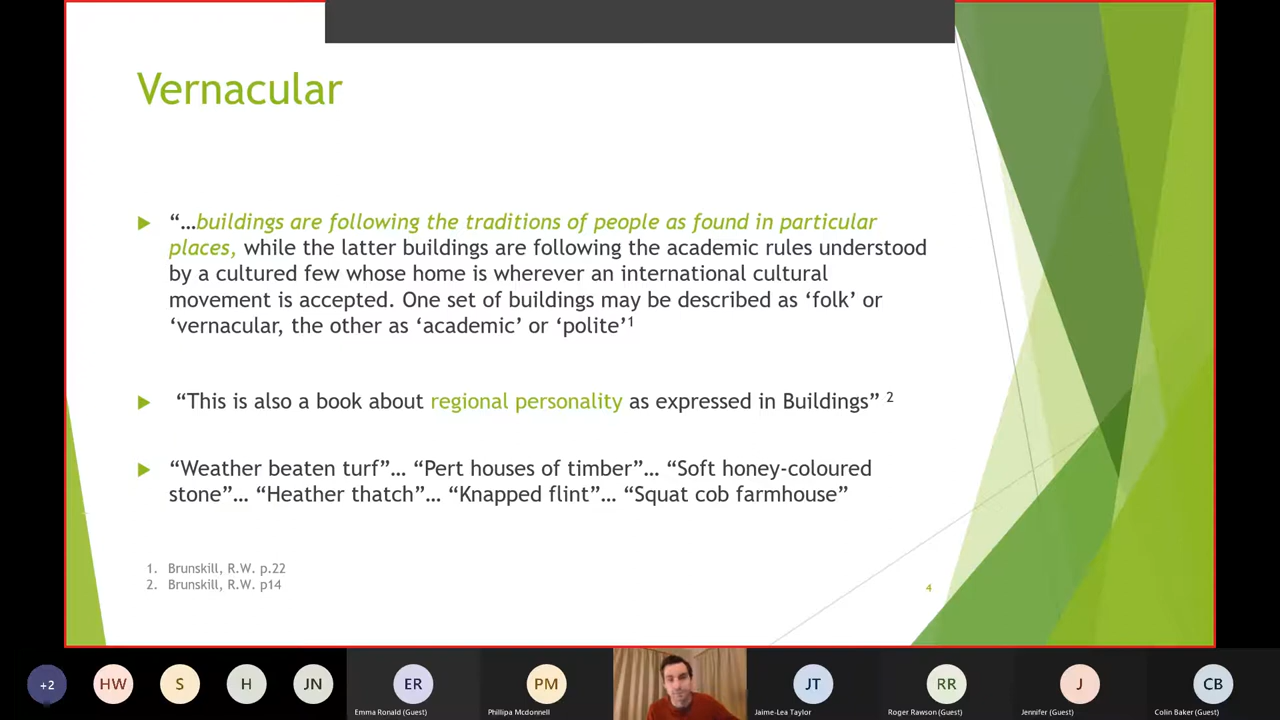 Vernacular
“…buildings are following the traditions of people as found in particular
places, while the latter buildings are following the academic rules understood
by a cultured few whose home is wherever an international cultural
movement is accepted. One set of buildings may be described as ‘folk’ or
‘vernacular, the other as ‘academic’ or ‘polite’1
“This is also a book about regional personality as expressed in Buildings” 2
“Weather beaten turf”… “Pert houses of timber”… “Soft honey-coloured
stone”… “Heather thatch”… “Knapped flint”… “Squat cob farmhouse”
1. Brunskill, R.W. p.22
2. Brunskill, R.W. p14
4
+2 HW S H JN ER PM JT RR J CB
Emma Ronald (Guest) Phillipa Mcdonnell Jaime-Lea Taylor Roger Rawson (Guest) Jennifer (Guest) Colin Baker (Guest)